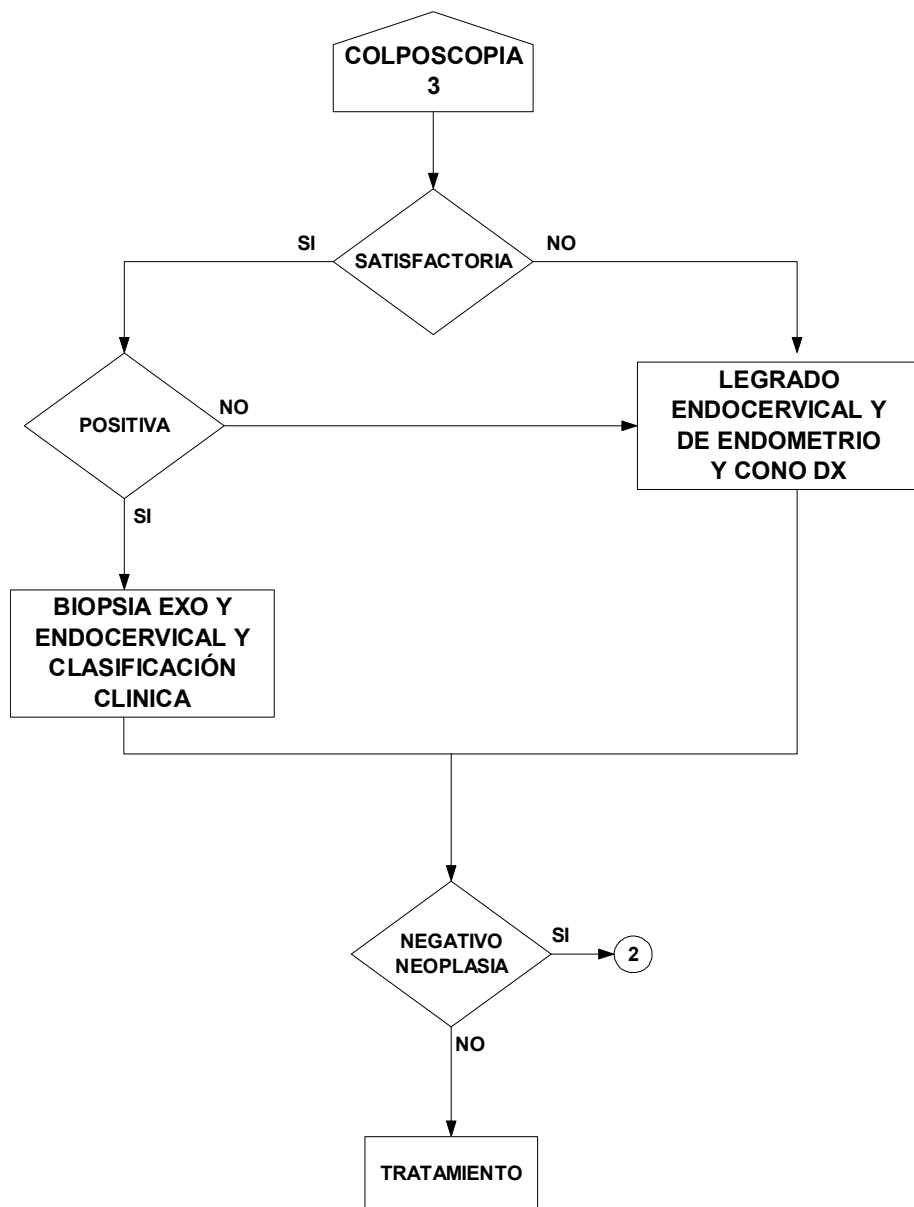 COLPOSCOPIA
3
SI
NO
SATISFACTORIA
POSITIVA
NO
LEGRADO
ENDOCERVICAL Y
DE ENDOMETRIO
Y CONO DX
SI
BIOPSIA EXO Y
ENDOCERVICAL Y
CLASIFICACIÓN
CLINICA
NEGATIVO
NEOPLASIA
SI
2
NO
TRATAMIENTO